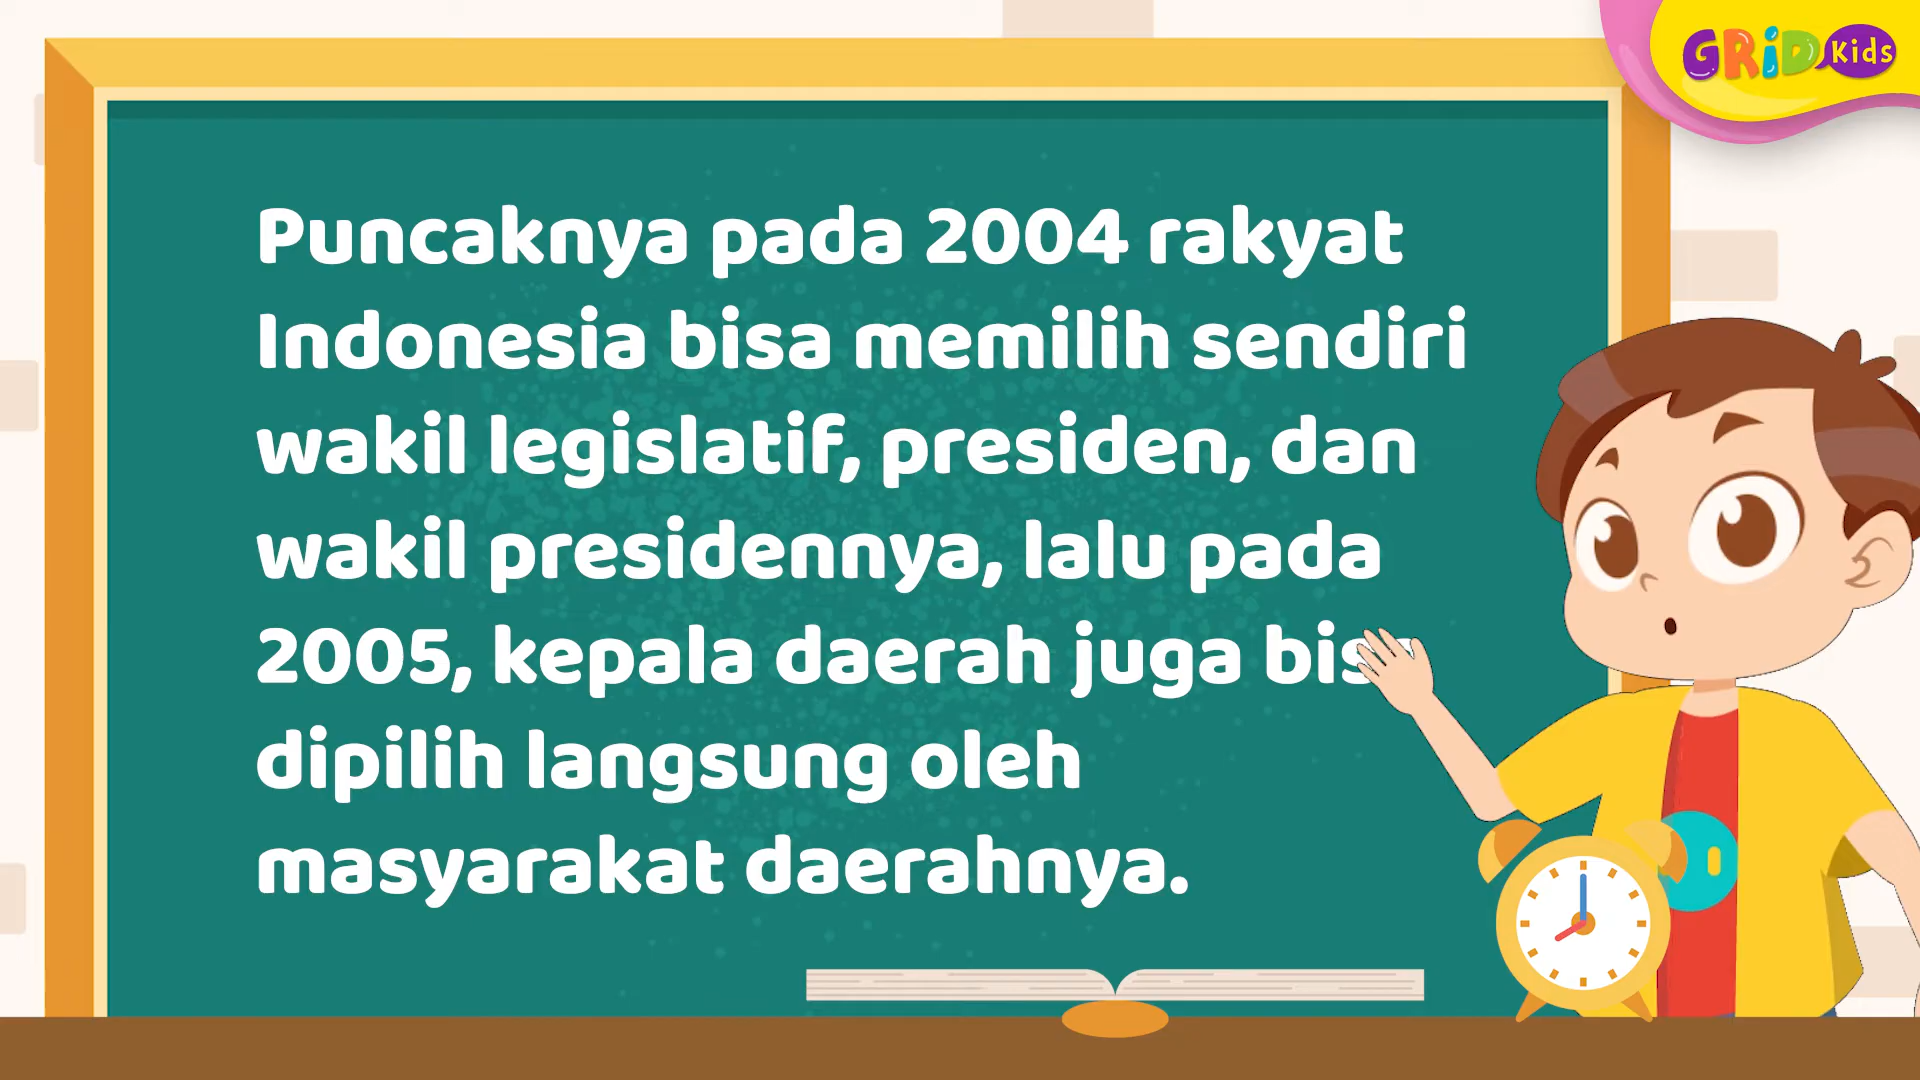 GRiD Kids
Puncaknya pada 2004 rakyat
Indonesia bisa memilih sendiri
wakil legislatif, presiden, dan
wakil presidennya, lalu pada
2005, kepala daerah juga bis
dipilih langsung oleh
masyarakat daerahnya.